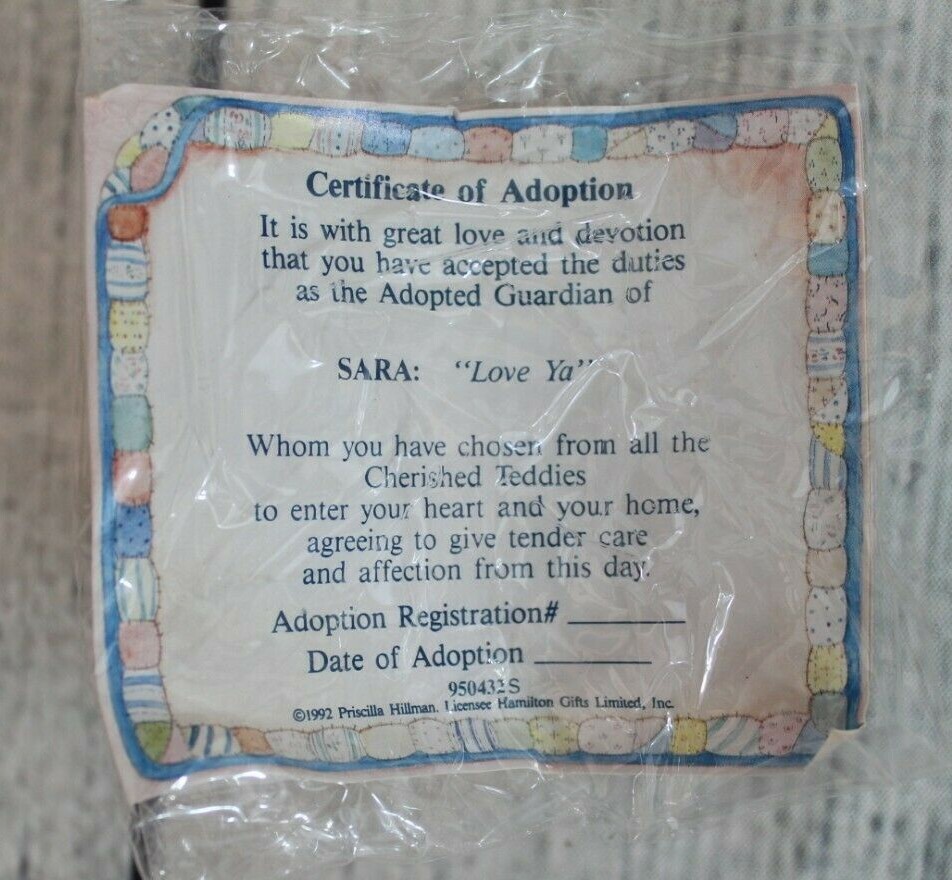 Certificate of Adoption
It is with great love and devotion
that you have accepted the duties
as the Adopted Guardian of
SARA: “Love Ya”
Whom you have chosen from all the
Cherished Teddies
to enter your heart and your home,
agreeing to give tender care
and affection from this day.
Adoption Registration# ________
Date of Adoption ________
950432S
©1992 Priscilla Hillman. Licensee Hamilton Gifts Limited, Inc.